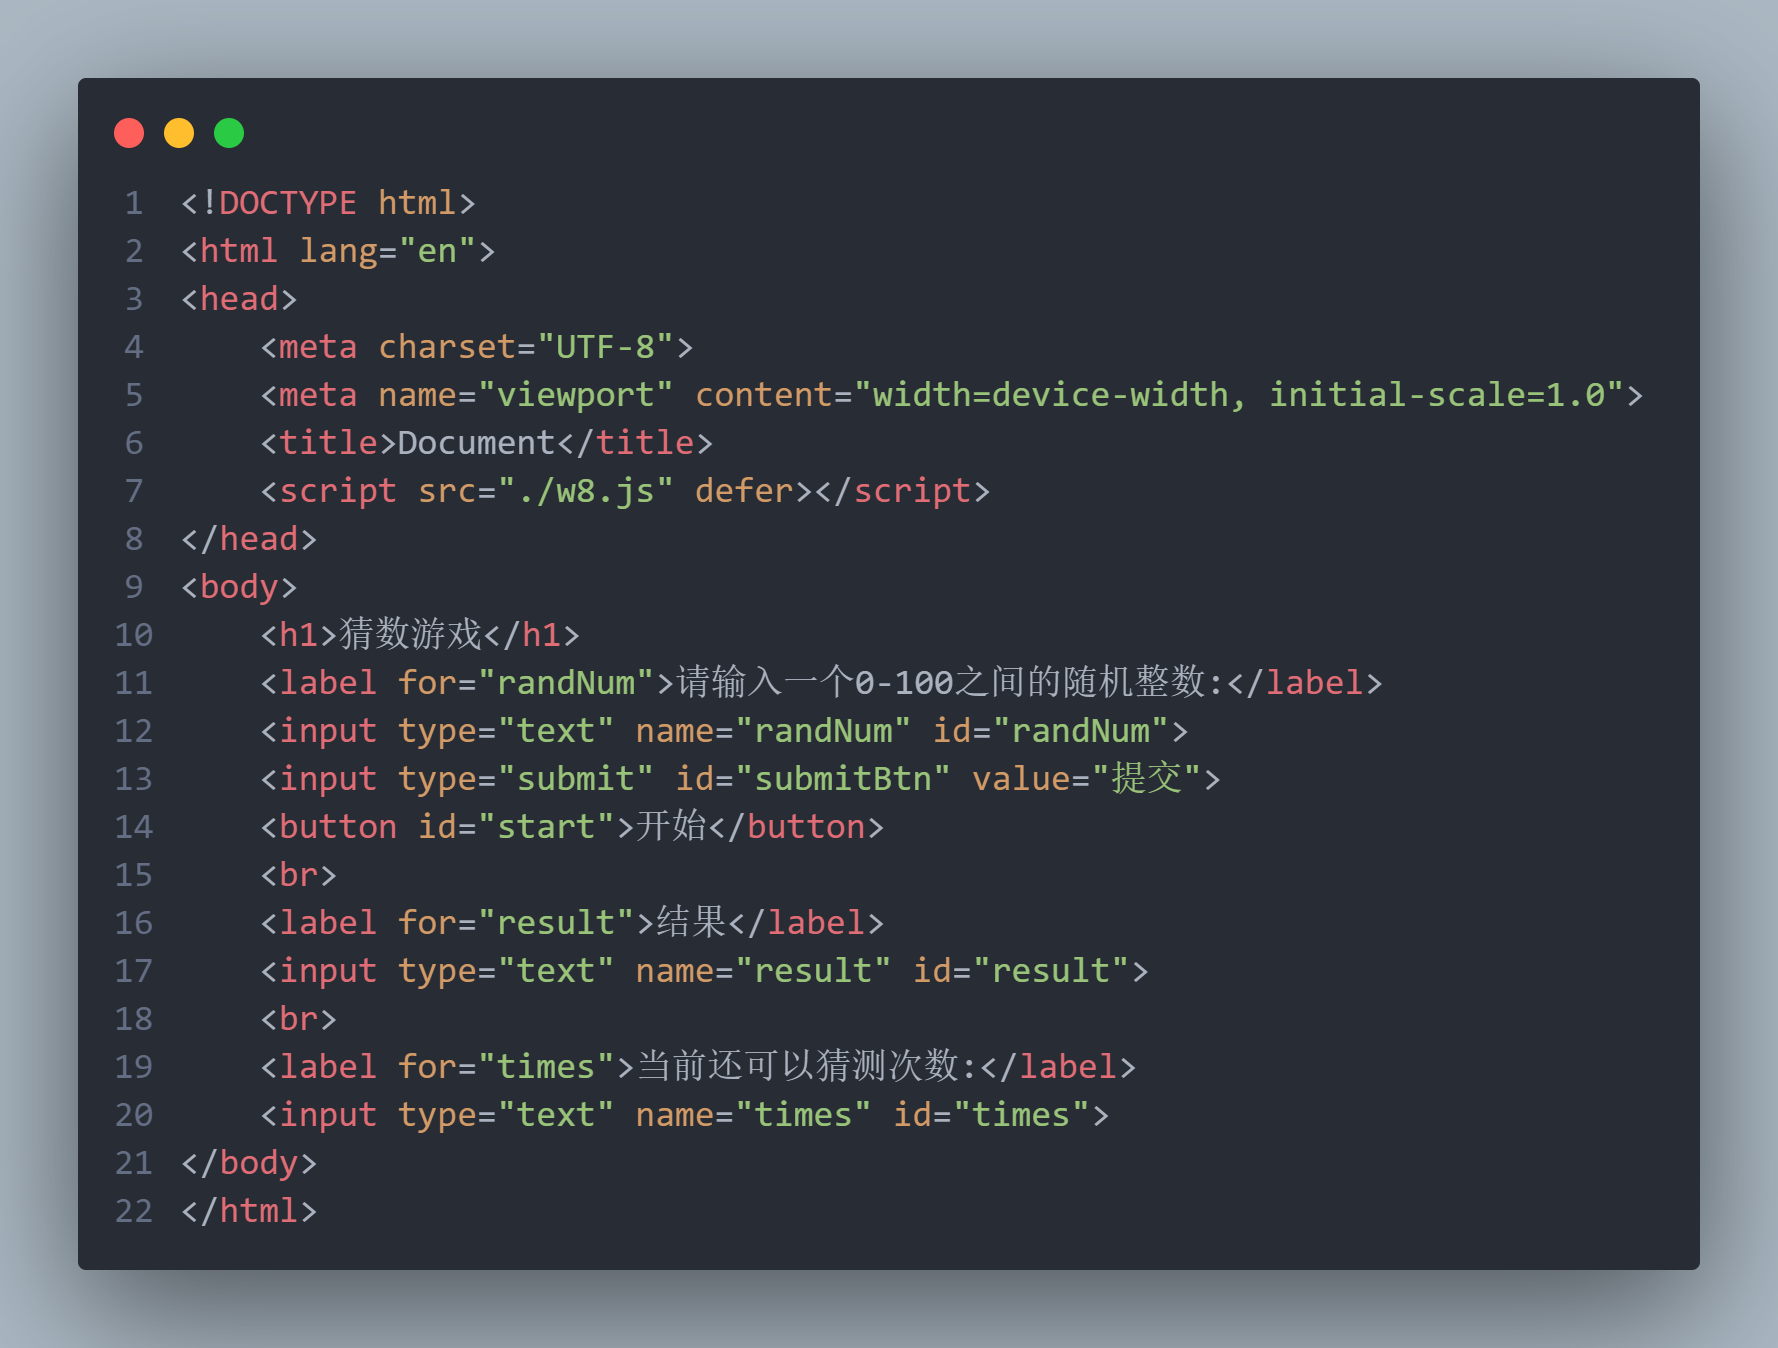 1 <!DOCTYPE html>
2 <html lang="en">
3 <head>
4     <meta charset="UTF-8">
5     <meta name="viewport" content="width=device-width, initial-scale=1.0">
6     <title>Document</title>
7     <script src="./w8.js" defer></script>
8 </head>
9 <body>
10     <h1>猜数游戏</h1>
11     <label for="randNum">请输入一个0-100之间的随机整数:</label>
12     <input type="text" name="randNum" id="randNum">
13     <input type="submit" id="submitBtn" value="提交">
14     <button id="start">开始</button>
15     <br>
16     <label for="result">结果</label>
17     <input type="text" name="result" id="result">
18     <br>
19     <label for="times">当前还可以猜测次数:</label>
20     <input type="text" name="times" id="times">
21 </body>
22 </html>